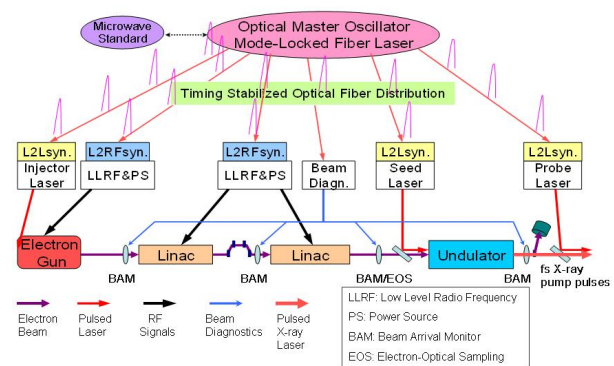 Microwave
Standard
Optical Master Oscillator
Mode-Locked Fiber Laser
Timing Stabilized Optical Fiber Distribution
L2Lsyn.
Injector
Laser
L2RFsyn.
LLRF&PS
L2RFsyn.
LLRF&PS
Beam
Diagn.
L2Lsyn.
Seed
Laser
L2Lsyn.
Probe
Laser
Electron
Gun
Linac
Linac
Undulator
BAM
BAM
BAM/EOS
BAM
fs X-ray
pump pulses
Electron
Beam
Pulsed
Laser
RF
Signals
Beam
Diagnostics
Pulsed
X-ray
Laser
LLRF: Low Level Radio Frequency
PS: Power Source
BAM: Beam Arrival Monitor
EOS: Electron-Optical Sampling